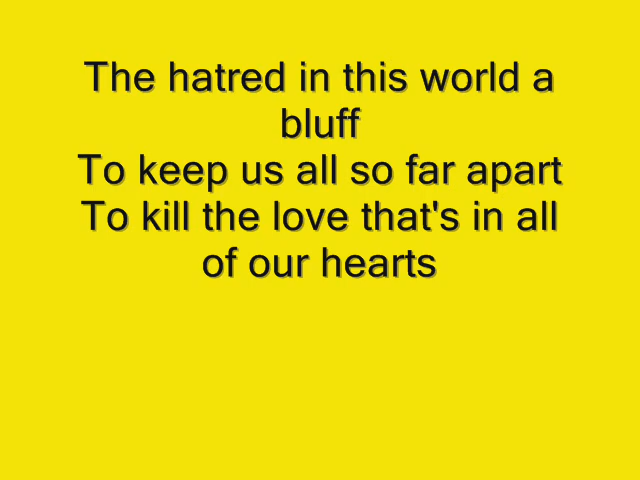 The hatred in this world a
bluff
To keep us all so far apart
To kill the love that's in all
of our hearts